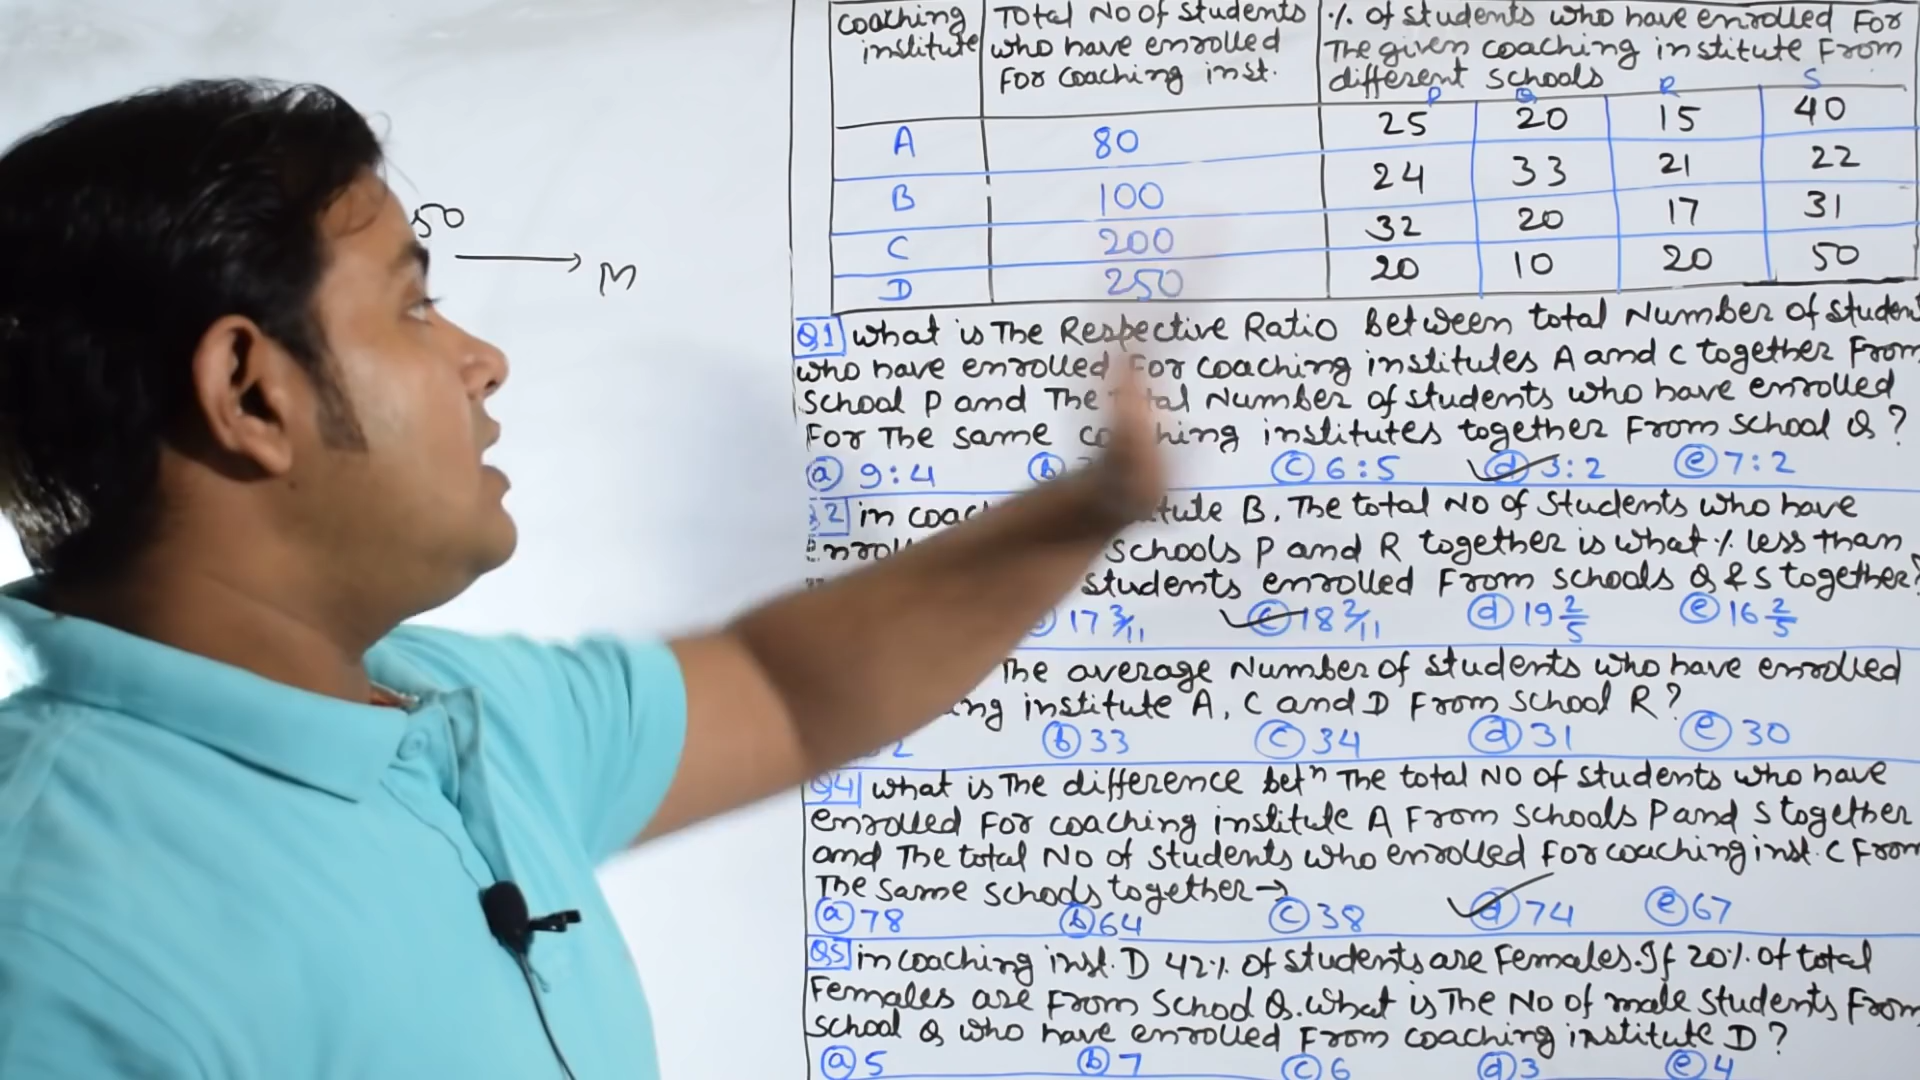 50
→ M
coaching institute | Total No of students who have enrolled For coaching inst. | % of students who have enrolled For The given coaching institute From different schools
P Q R S
A 80 25 20 15 40
B 100 24 33 21 22
C 200 32 20 17 31
D 250 20 10 20 50
Q1 what is The Respective Ratio between total Number of student
who have enrolled For coaching institutes A and C together From
School P and The Number of students who have enrolled
For The same institutes together From school Q ?
(a) 9:4 (b) (c) 6:5 (d) 3:2 (e) 7:2
2 in B. The total No of Students who have
schools P and R together is what % less than
students enrolled From schools Q & S together?
17 3/11 (c) 18 2/11 (d) 19 2/5 (e) 16 2/5
The average Number of students who have enrolled
institute A, C and D From school R ?
2 (b) 33 (c) 34 (d) 31 (e) 30
Q4 what is The difference betn The total No of students who have
enrolled For coaching institute A From schools P and S together
and The total No of students who enrolled For coaching inst. C From
The same schools together →
(a) 78 (b) 64 (c) 38 (d) 74 (e) 67
Q5 in coaching inst. D 42% of students are Females. If 20% of total
Females are From School Q. what is The No of male students From
school Q who have enrolled From coaching institute D ?
(a) 5 (b) 7 (c) 6 (d) 3 (e) 4